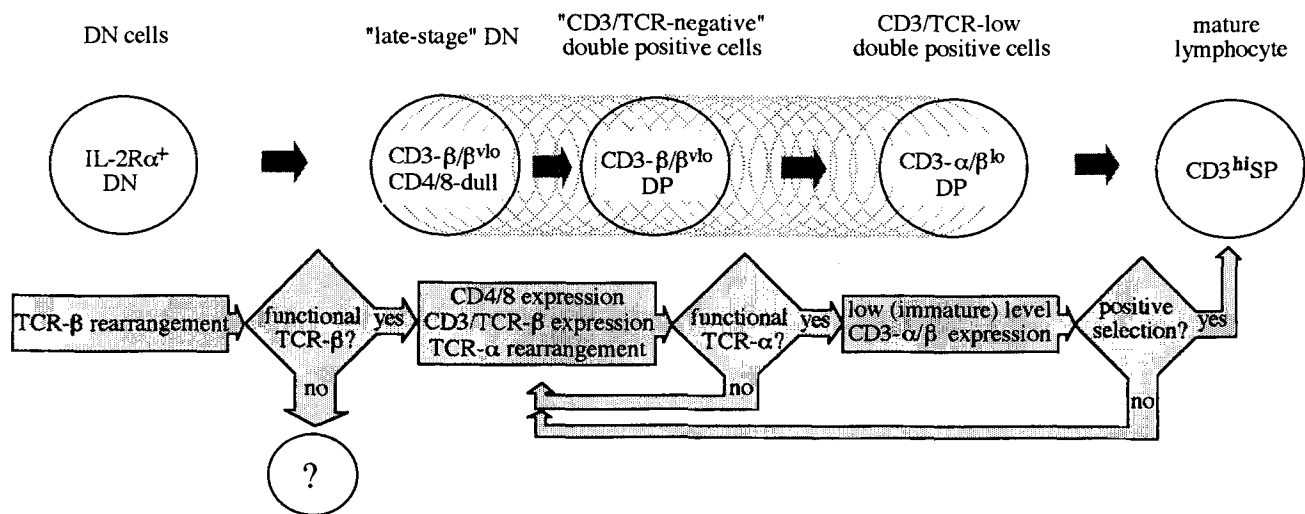 DN cells
"late-stage" DN
"CD3/TCR-negative"
double positive cells
CD3/TCR-low
double positive cells
mature
lymphocyte
IL-2Rα⁺
DN
CD3-β/βᵛˡᵒ
CD4/8-dull
CD3-β/βᵛˡᵒ
DP
CD3-α/βˡᵒ
DP
CD3ʰⁱSP
TCR-β rearrangement
functional
TCR-β?
yes
no
?
CD4/8 expression
CD3/TCR-β expression
TCR-α rearrangement
functional
TCR-α?
yes
no
low (immature) level
CD3-α/β expression
positive
selection?
yes
no